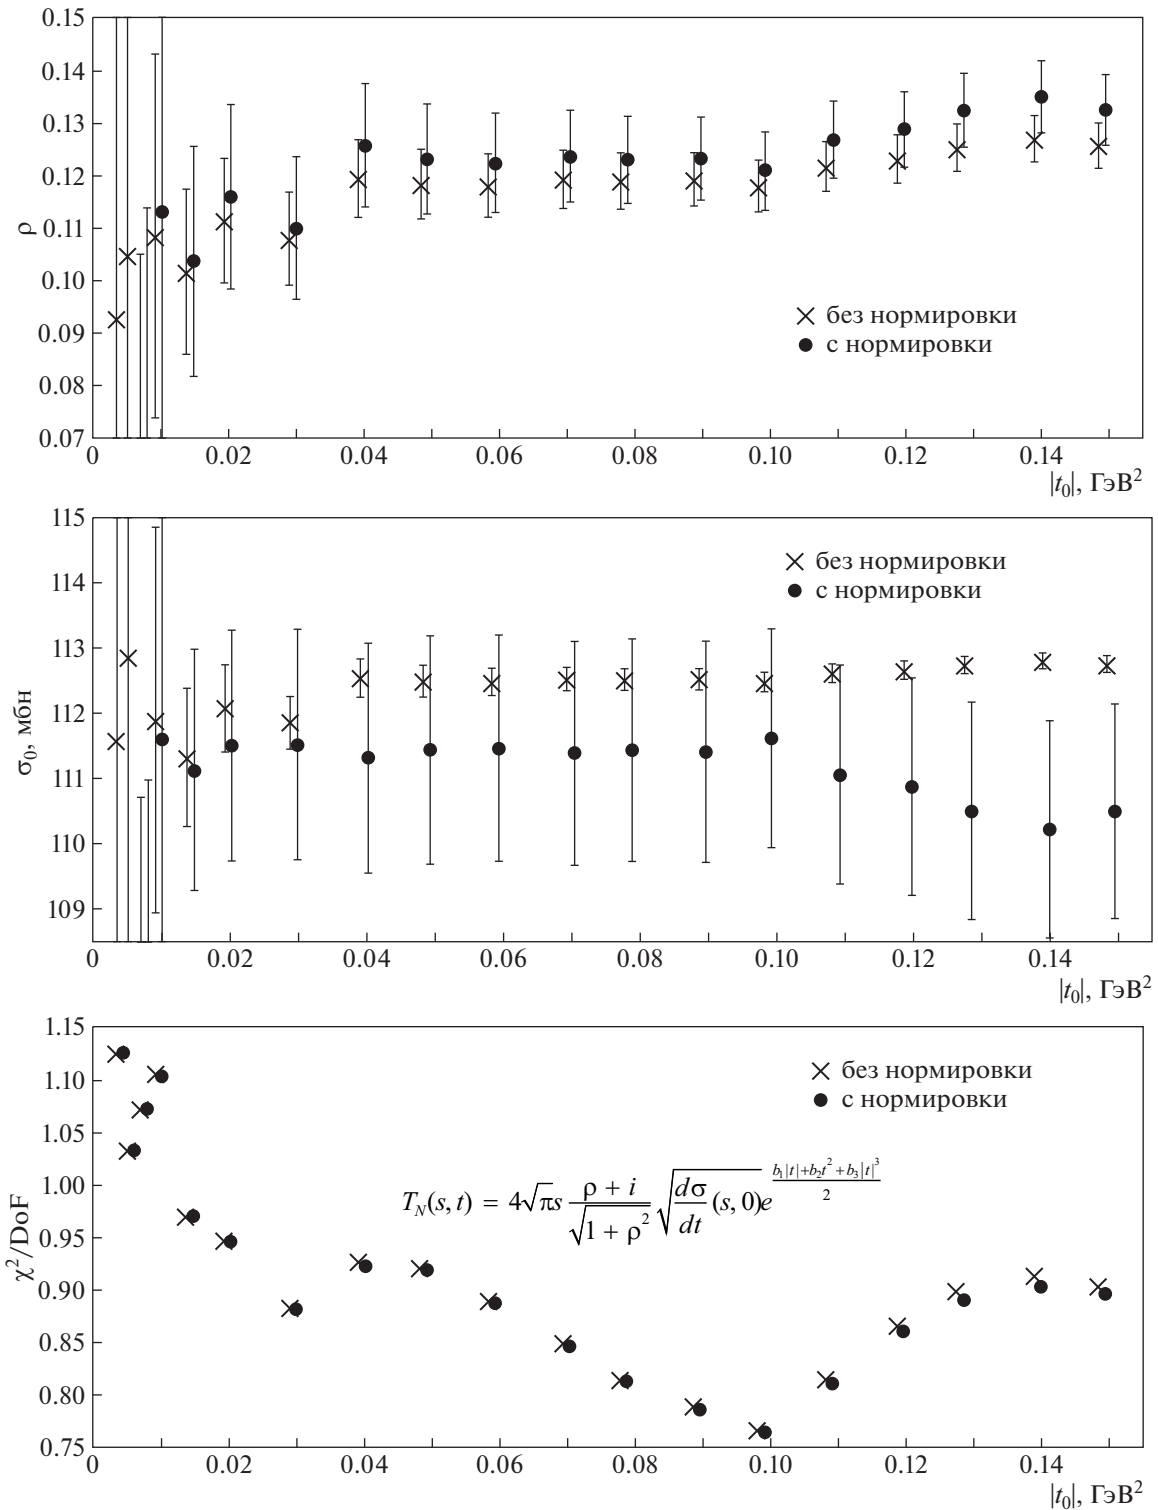 0.15
0.14
0.13
0.12
0.11
0.10
0.09
0.08
0.07
ρ
× без нормировки
● с нормировки
0 0.02 0.04 0.06 0.08 0.10 0.12 0.14
|t₀|, ГэВ²
115
114
113
112
111
110
109
σ₀, мбн
× без нормировки
● с нормировки
0 0.02 0.04 0.06 0.08 0.10 0.12 0.14
|t₀|, ГэВ²
1.15
1.10
1.05
1.00
0.95
0.90
0.85
0.80
0.75
χ²/DoF
× без нормировки
● с нормировки
T_N(s, t) = 4√πs (ρ + i)/√(1 + ρ²) √(dσ/dt (s, 0)) e^((b₁|t| + b₂t² + b₃|t|³)/2)
0 0.02 0.04 0.06 0.08 0.10 0.12 0.14
|t₀|, ГэВ²